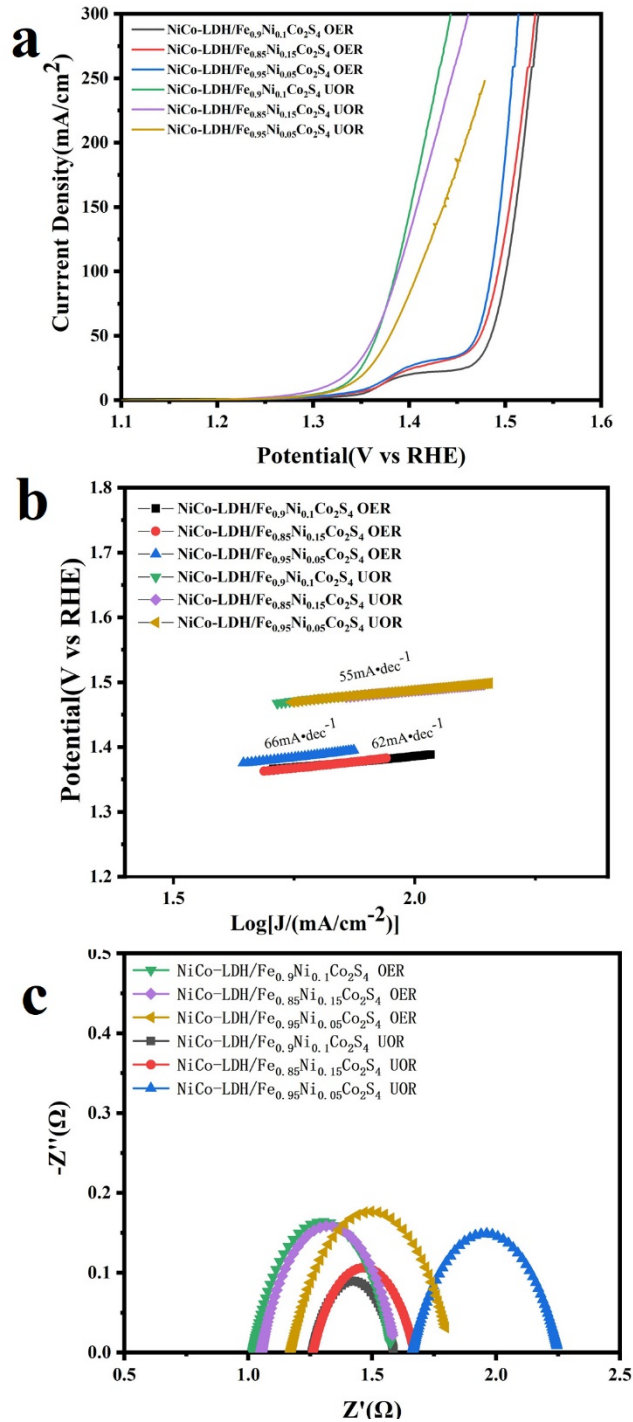 a
NiCo-LDH/Fe₀.₉Ni₀.₁Co₂S₄ OER
NiCo-LDH/Fe₀.₈₅Ni₀.₁₅Co₂S₄ OER
NiCo-LDH/Fe₀.₉₅Ni₀.₀₅Co₂S₄ OER
NiCo-LDH/Fe₀.₉Ni₀.₁Co₂S₄ UOR
NiCo-LDH/Fe₀.₈₅Ni₀.₁₅Co₂S₄ UOR
NiCo-LDH/Fe₀.₉₅Ni₀.₀₅Co₂S₄ UOR
Currrent Density(mA/cm²)
300
250
200
150
100
50
0
1.1 1.2 1.3 1.4 1.5 1.6
Potential(V vs RHE)
b
NiCo-LDH/Fe₀.₉Ni₀.₁Co₂S₄ OER
NiCo-LDH/Fe₀.₈₅Ni₀.₁₅Co₂S₄ OER
NiCo-LDH/Fe₀.₉₅Ni₀.₀₅Co₂S₄ OER
NiCo-LDH/Fe₀.₉Ni₀.₁Co₂S₄ UOR
NiCo-LDH/Fe₀.₈₅Ni₀.₁₅Co₂S₄ UOR
NiCo-LDH/Fe₀.₉₅Ni₀.₀₅Co₂S₄ UOR
55mA•dec⁻¹
66mA•dec⁻¹
62mA•dec⁻¹
Potential(V vs RHE)
1.8
1.7
1.6
1.5
1.4
1.3
1.2
1.5 2.0
Log[J/(mA/cm⁻²)]
c
NiCo-LDH/Fe₀.₉Ni₀.₁Co₂S₄ OER
NiCo-LDH/Fe₀.₈₅Ni₀.₁₅Co₂S₄ OER
NiCo-LDH/Fe₀.₉₅Ni₀.₀₅Co₂S₄ OER
NiCo-LDH/Fe₀.₉Ni₀.₁Co₂S₄ UOR
NiCo-LDH/Fe₀.₈₅Ni₀.₁₅Co₂S₄ UOR
NiCo-LDH/Fe₀.₉₅Ni₀.₀₅Co₂S₄ UOR
-Z''(Ω)
0.5
0.4
0.3
0.2
0.1
0.0
0.5 1.0 1.5 2.0 2.5
Z'(Ω)